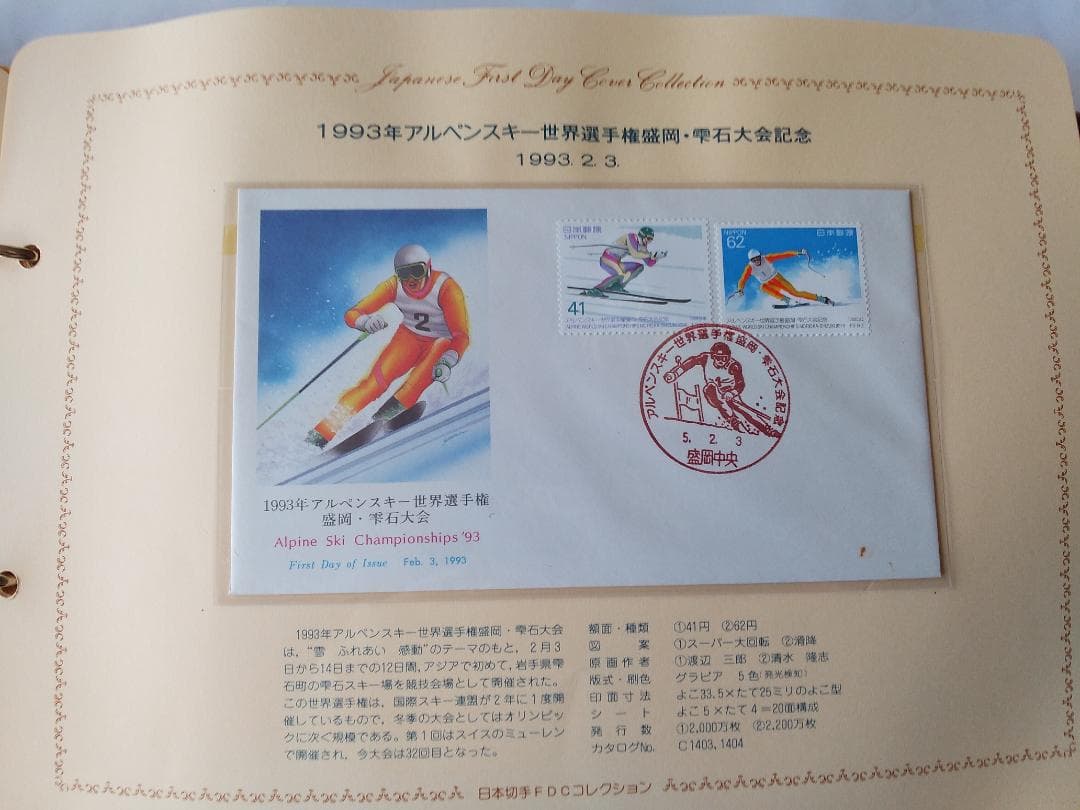 Japanese First Day Cover Collection
1993年アルペンスキー世界選手権盛岡・雫石大会記念
1993. 2. 3.
2
日本郵便
NIPPON
41
NIPPON
62
日本郵便
アルペンスキー世界選手権盛岡・雫石大会記念
5. 2. 3
盛岡中央
1993年アルペンスキー世界選手権
盛岡・雫石大会
Alpine Ski Championships '93
First Day of Issue Feb. 3, 1993
1993年アルペンスキー世界選手権盛岡・雫石大会
は、“雪 ふれあい 感動”のテーマのもと、2月3
日から14日までの12日間，アジアで初めて，岩手県雫
石町の雫石スキー場を競技会場として開催された。
この世界選手権は、国際スキー連盟が2年に1度開
催しているもので、冬季の大会としてはオリンピッ
クに次ぐ規模である。第1回はスイスのミューレン
で開催され、今大会は32回目となった。
額面・種類 ①41円 ②62円
図案 ①スーパー大回転 ②滑降
原画作者 ①渡辺 三郎 ②清水 隆志
版式・刷色 グラビア 5色(発光検知)
印面寸法 よこ33.5×たて25ミリのよこ型
シート よこ5×たて4＝20面構成
発行数 ①2,000万枚 ②2,200万枚
カタログNo. C1403, 1404
日本切手FDCコレクション